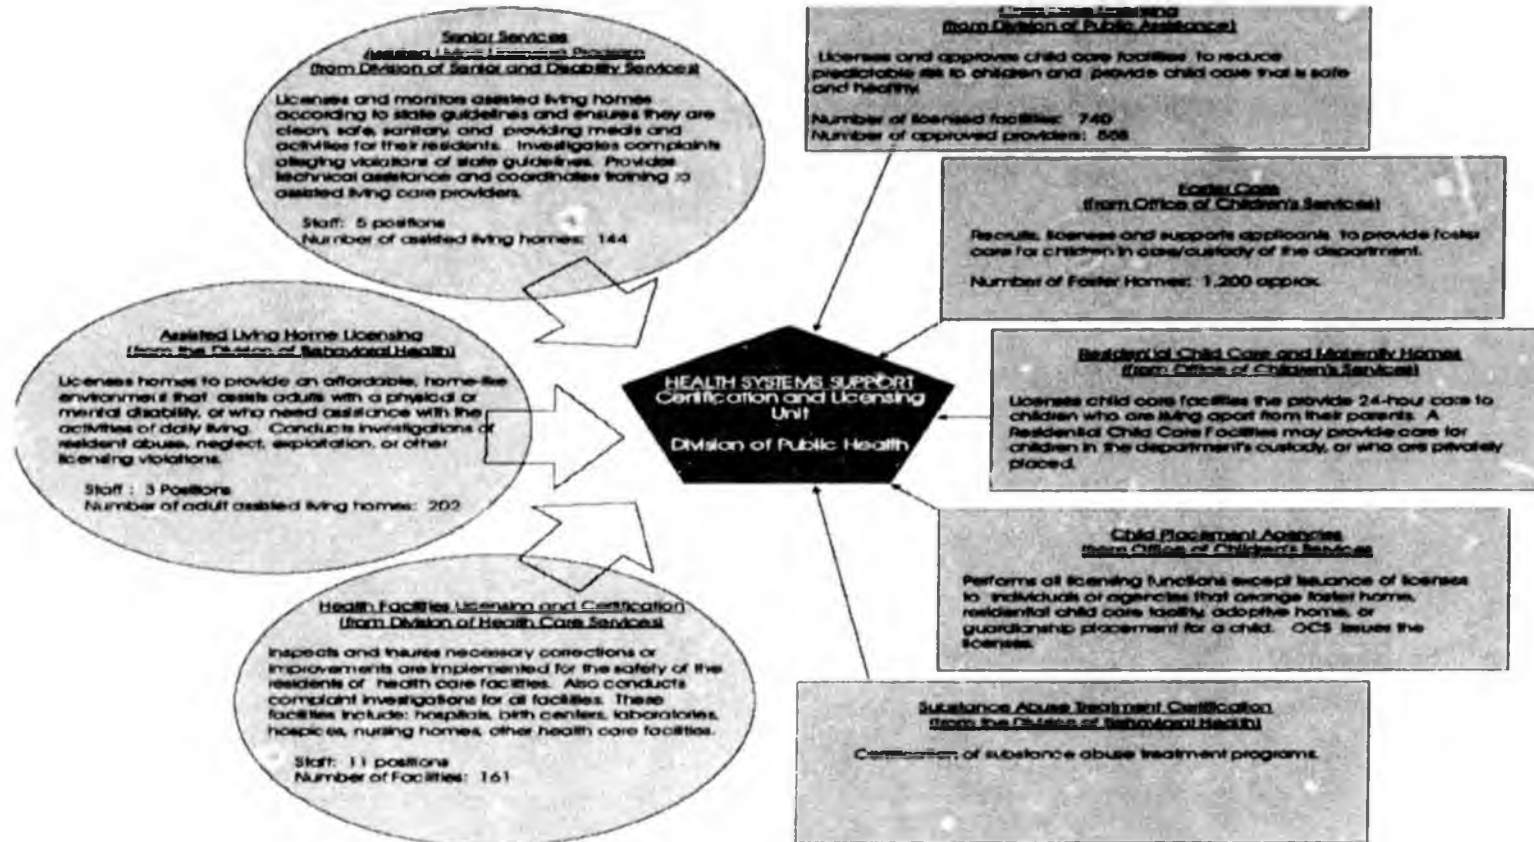 Senior Services
Assisted Living Licensing Program
(from Division of Senior and Disability Services)
Licenses and monitors assisted living homes
according to state guidelines and ensures they are
clean, safe, sanitary, and providing meals and
activities for their residents. Investigates complaints
alleging violations of state guidelines. Provides
technical assistance and coordinates training to
assisted living care providers.
Staff: 5 positions
Number of assisted living homes: 144
Assisted Living Home Licensing
(from the Division of Behavioral Health)
Licenses homes to provide an affordable, home-like
environment that assists adults with a physical or
mental disability, or who need assistance with the
activities of daily living. Conducts investigations of
resident abuse, neglect, exploitation, or other
licensing violations.
Staff : 3 Positions
Number of adult assisted living homes: 202
Health Facilities Licensing and Certification
(from Division of Health Care Services)
Inspects and insures necessary corrections or
improvements are implemented for the safety of the
residents of health care facilities. Also conducts
complaint investigations for all facilities. These
facilities include: hospitals, birth centers, laboratories,
hospices, nursing homes, other health care facilities.
Staff: 11 positions
Number of Facilities: 161
HEALTH SYSTEMS SUPPORT
Certification and Licensing
Unit
Division of Public Health
(from Division of Public Assistance)
Licenses and approves child care facilities to reduce
predictable risk to children and provide child care that is safe
and healthy.
Number of licensed facilities: 740
Number of approved providers:
Foster Care
(from Office of Children's Services)
Recruits, licenses and supports applicants to provide foster
care for children in care/custody of the department.
Number of Foster Homes: 1,200 approx.
Residential Child Care and Maternity Homes
(from Office of Children's Services)
Licenses child care facilities the provide 24-hour care to
children who are living apart from their parents. A
Residential Child Care Facilities may provide care for
children in the department's custody, or who are privately
placed.
Child Placement Agencies
(from Office of Children's Services
Performs all licensing functions except issuance of licenses
to individuals or agencies that arrange foster home,
residential child care facility, adoptive home, or
guardianship placement for a child. OCS issues the
licenses.
Substance Abuse Treatment Certification
(from the Division of Behavioral Health)
Certification of substance abuse treatment programs.